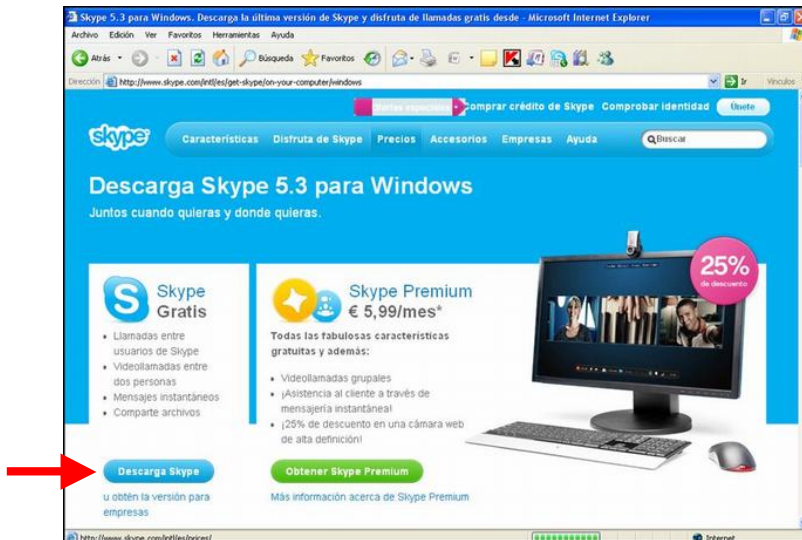 Skype 5.3 para Windows. Descarga la última versión de Skype y disfruta de llamadas gratis desde - Microsoft Internet Explorer
Archivo Edición Ver Favoritos Herramientas Ayuda
Atrás Búsqueda Favoritos
Dirección http://www.skype.com/intl/es/get-skype/on-your-computer/windows Ir Vínculos
Comprar crédito de Skype Comprobar identidad Únete
skype Características Disfruta de Skype Precios Accesorios Empresas Ayuda Buscar
Descarga Skype 5.3 para Windows
Juntos cuando quieras y donde quieras.
25%
de descuento
Skype
Gratis
• Llamadas entre
usuarios de Skype
• Videollamadas entre
dos personas
• Mensajes instantáneos
• Comparte archivos
Descarga Skype
u obtén la versión para
empresas
Skype Premium
€ 5,99/mes*
Todas las fabulosas características
gratuitas y además:
• Videollamadas grupales
• ¡Asistencia al cliente a través de
mensajería instantánea!
• ¡25% de descuento en una cámara web
de alta definición!
Obtener Skype Premium
Más información acerca de Skype Premium
http://www.skype.com/intl/es/prices/ Internet